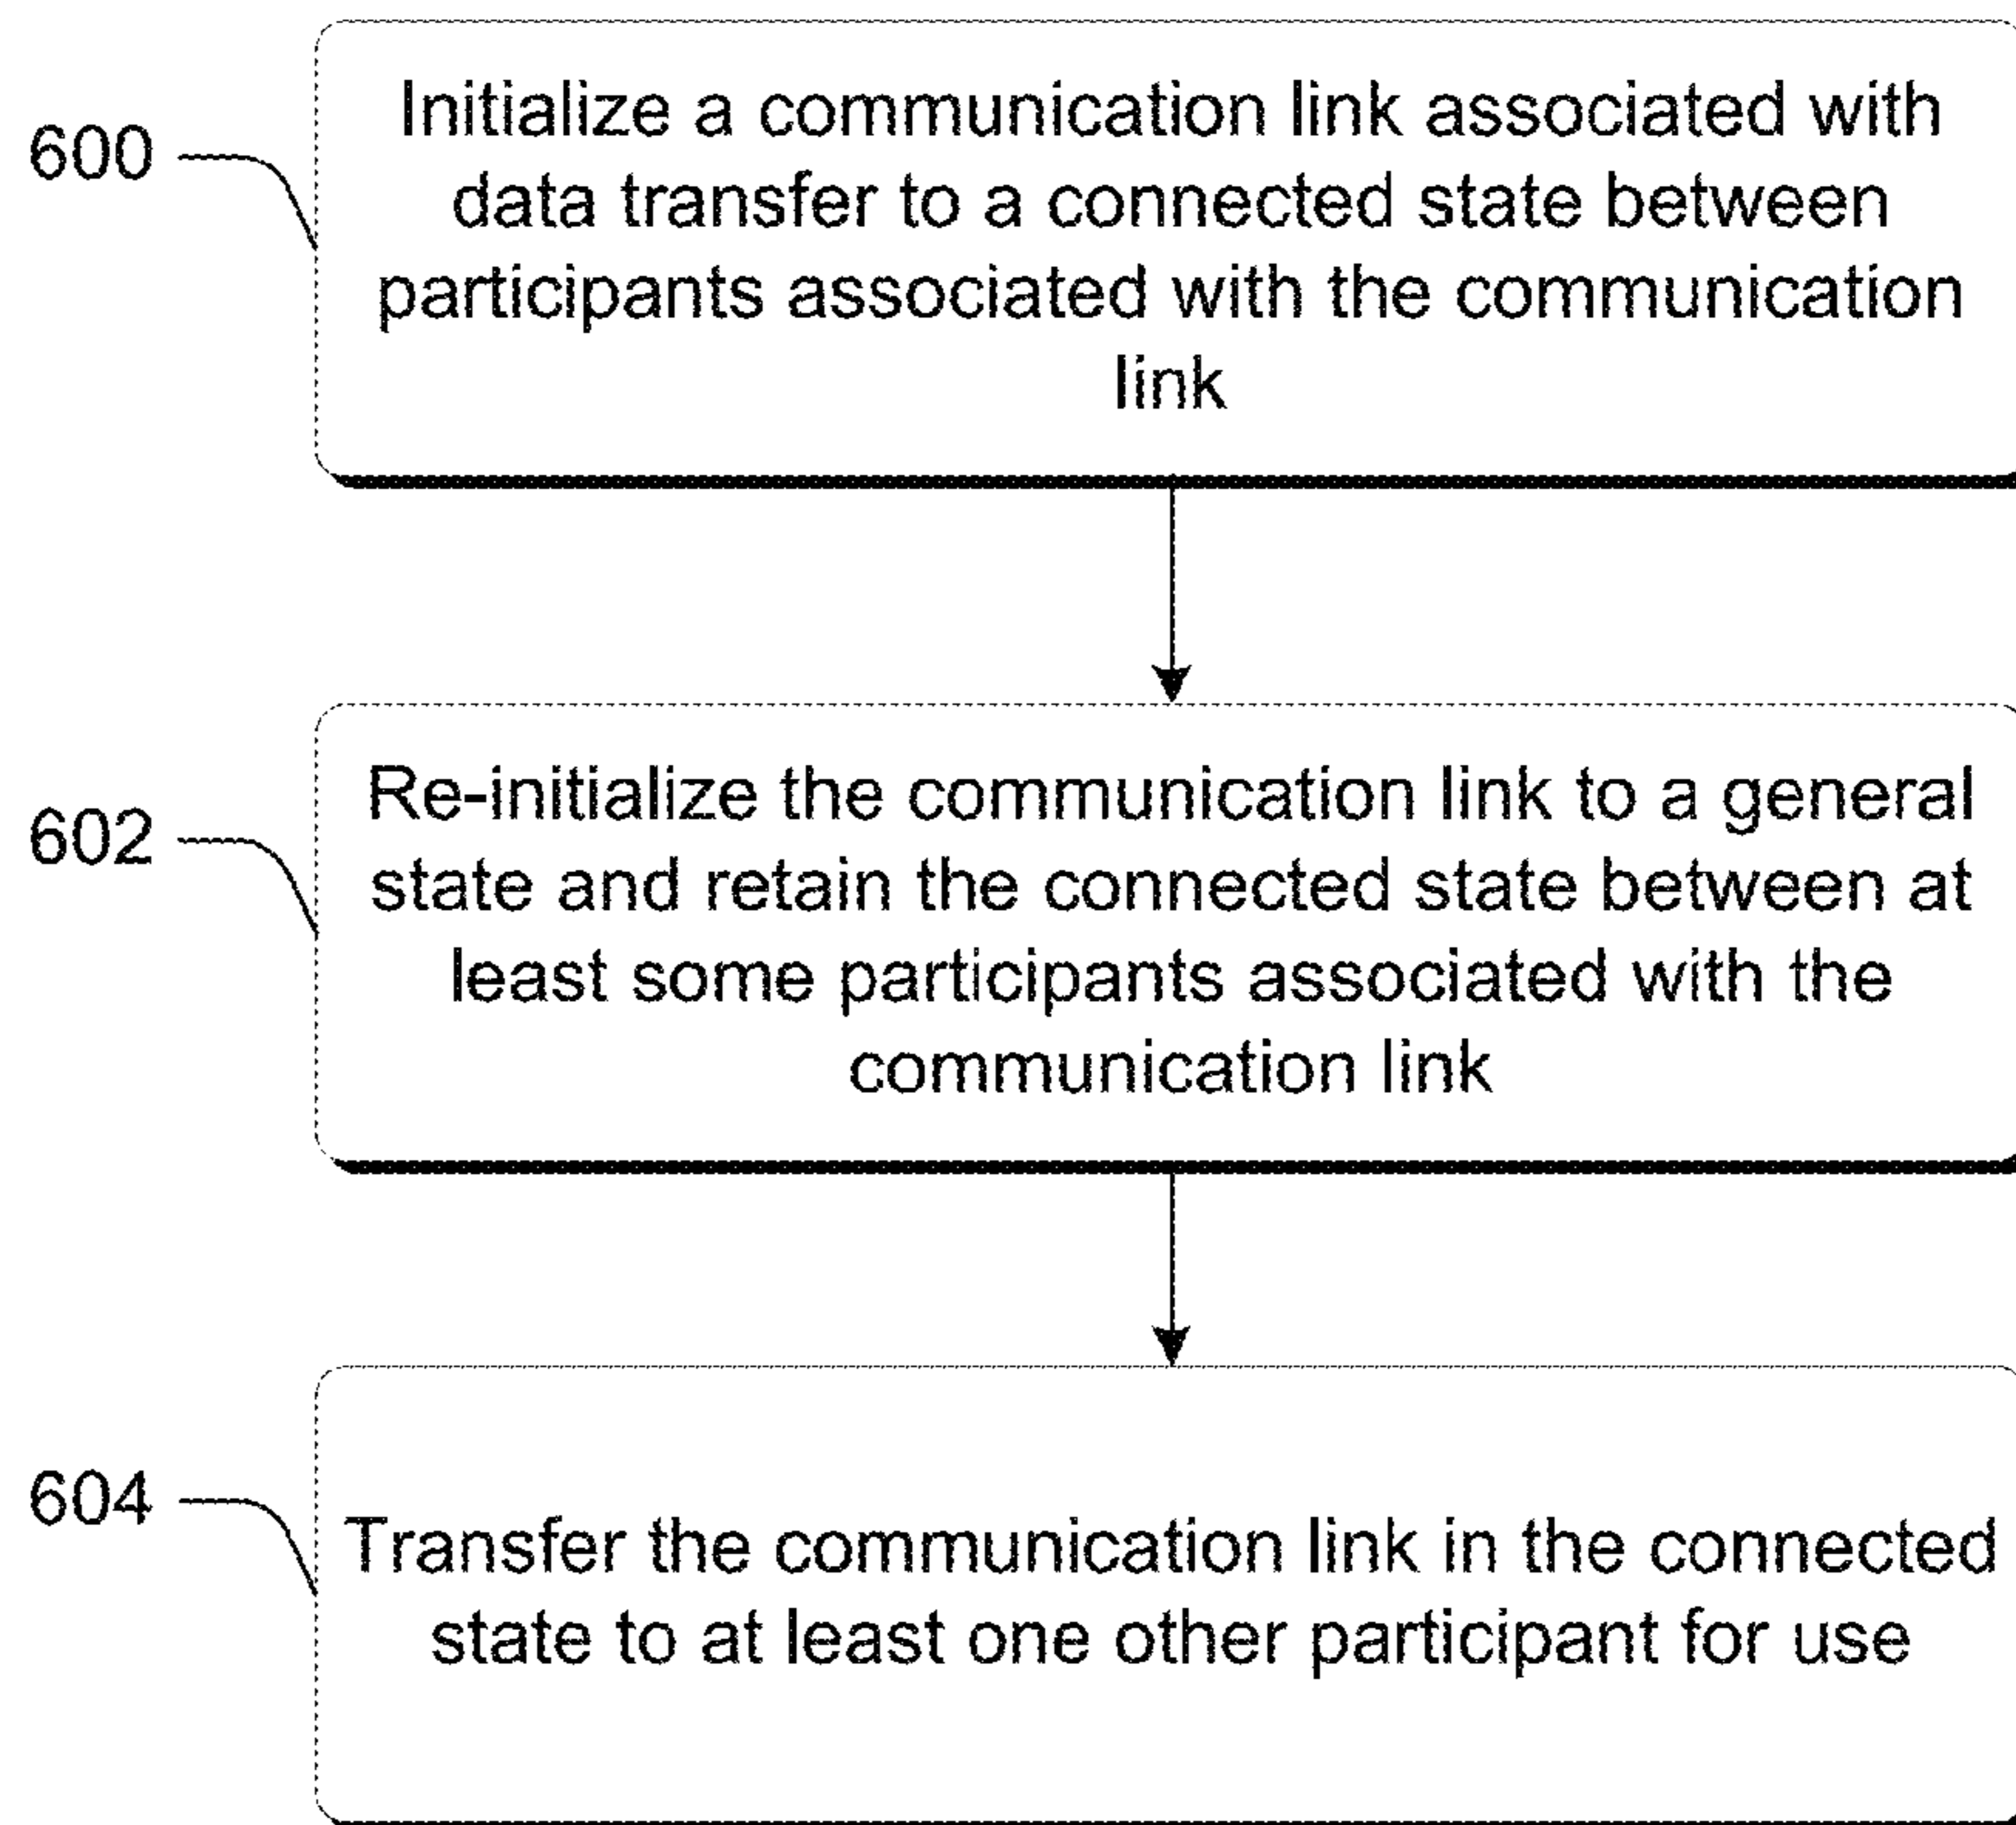 600
Initialize a communication link associated with
data transfer to a connected state between
participants associated with the communication
link
602
Re-initialize the communication link to a general
state and retain the connected state between at
least some participants associated with the
communication link
604
Transfer the communication link in the connected
state to at least one other participant for use